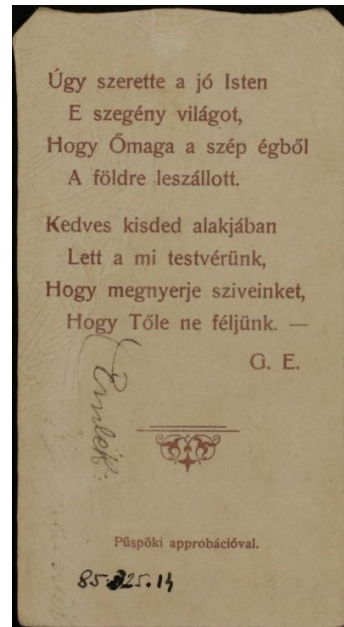 Úgy szerette a jó Isten
E szegény világot,
Hogy Őmaga a szép égből
A földre leszállott.
Kedves kisded alakjában
Lett a mi testvérünk,
Hogy megnyerje sziveinket,
Hogy Tőle ne féljünk. —
G. E.
Emlék:
Püspöki approbációval.
85.325.14